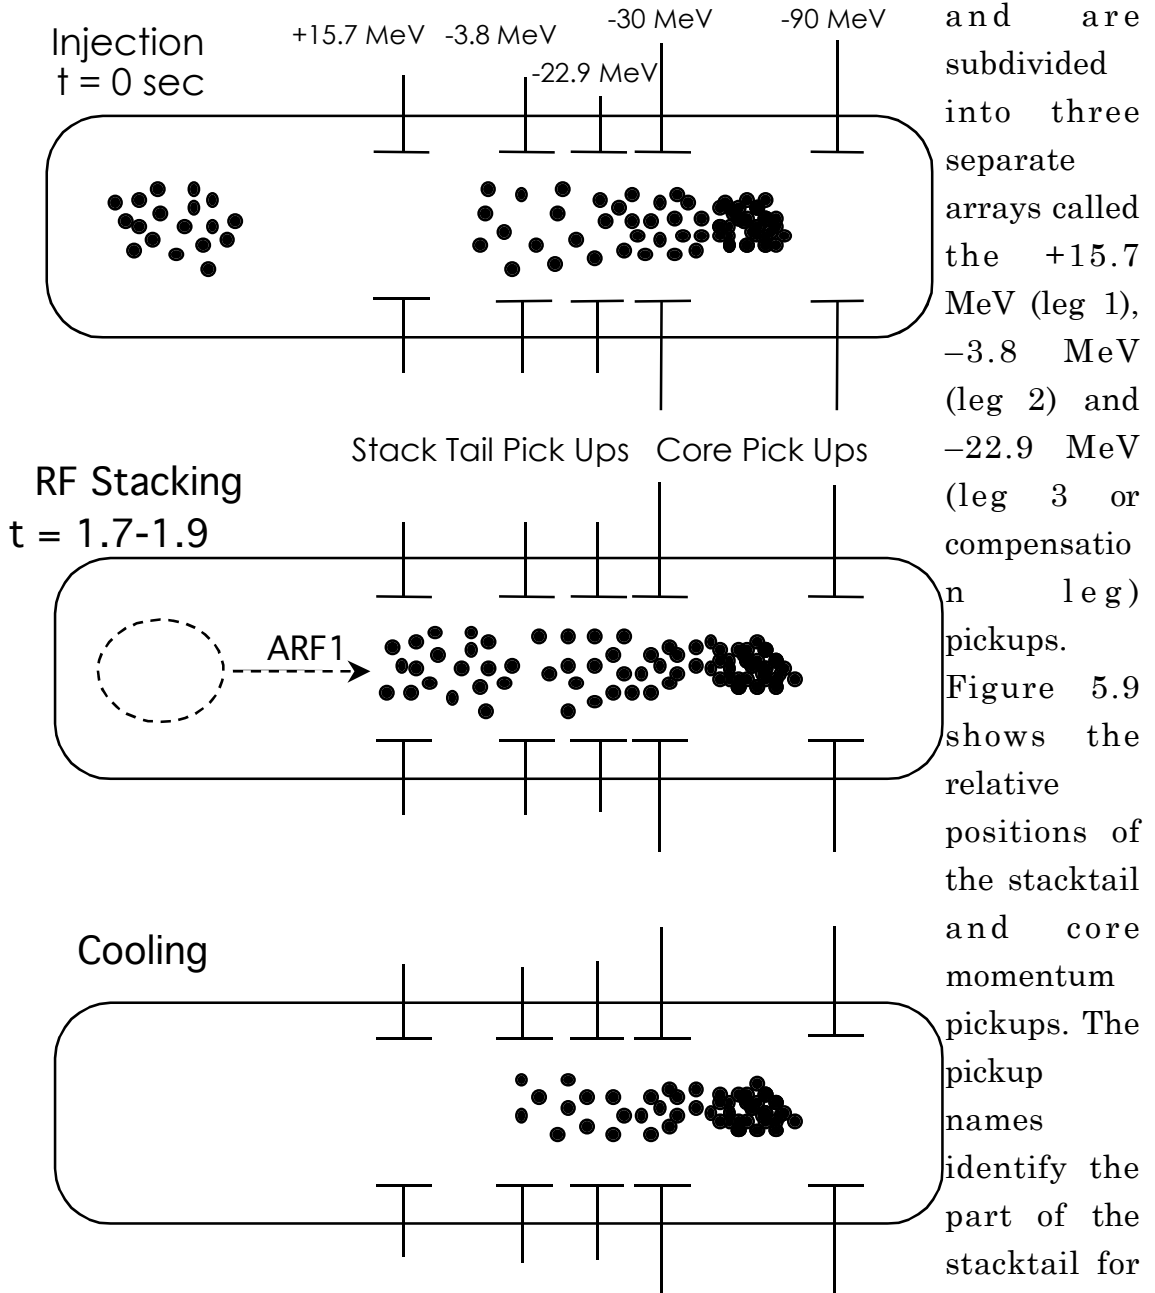 Injection
t = 0 sec
+15.7 MeV
-3.8 MeV
-22.9 MeV
-30 MeV
-90 MeV
Stack Tail Pick Ups
Core Pick Ups
RF Stacking
t = 1.7-1.9
ARF1
Cooling
and are
subdivided
into three
separate
arrays called
the +15.7
MeV (leg 1),
–3.8 MeV
(leg 2) and
–22.9 MeV
(leg 3 or
compensatio
n leg)
pickups.
Figure 5.9
shows the
relative
positions of
the stacktail
and core
momentum
pickups. The
pickup
names
identify the
part of the
stacktail for